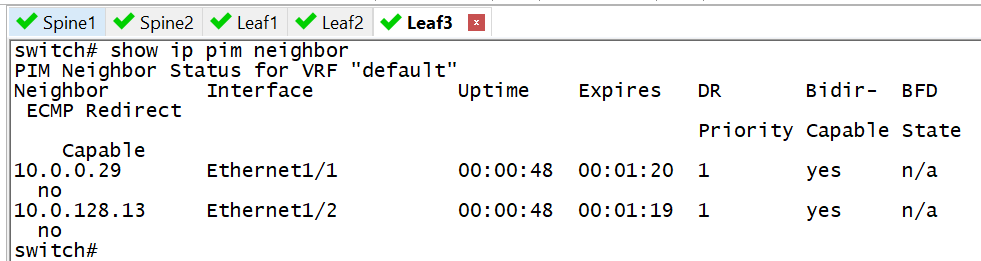 Spine1 Spine2 Leaf1 Leaf2 Leaf3 x
switch# show ip pim neighbor
PIM Neighbor Status for VRF "default"
Neighbor        Interface            Uptime    Expires   DR       Bidir-  BFD
 ECMP Redirect
                                                         Priority Capable State
    Capable
10.0.0.29       Ethernet1/1          00:00:48  00:01:20  1        yes     n/a
  no
10.0.128.13     Ethernet1/2          00:00:48  00:01:19  1        yes     n/a
  no
switch#